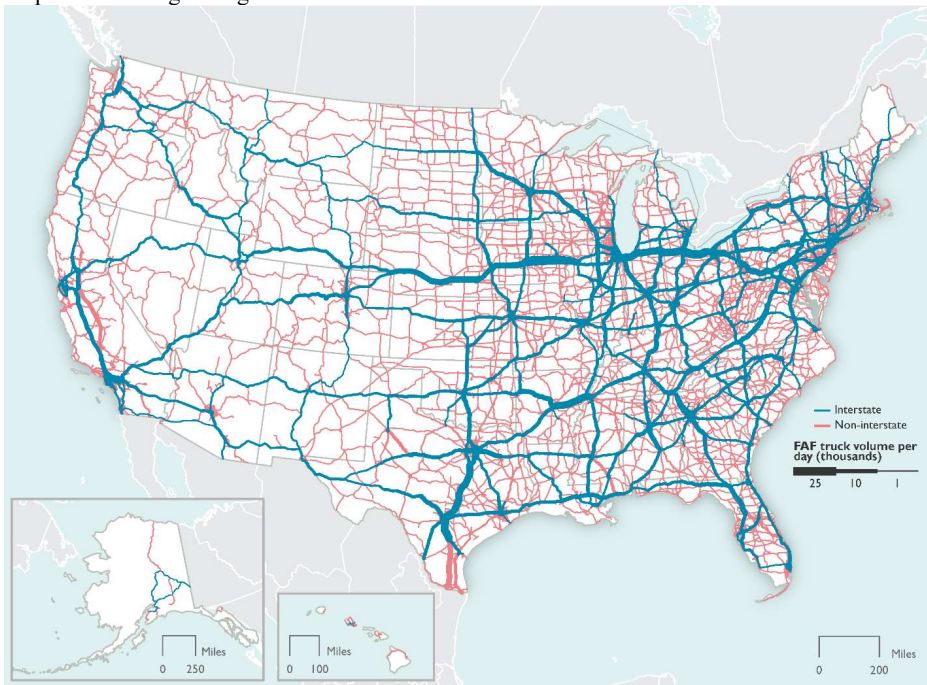 Interstate
Non-interstate
FAF truck volume per
day (thousands)
25 10 1
Miles
0 250
Miles
0 100
Miles
0 200